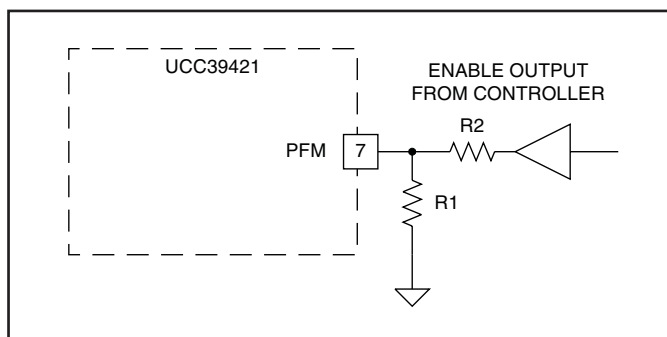 UCC39421
ENABLE OUTPUT
FROM CONTROLLER
R2
PFM 7
R1